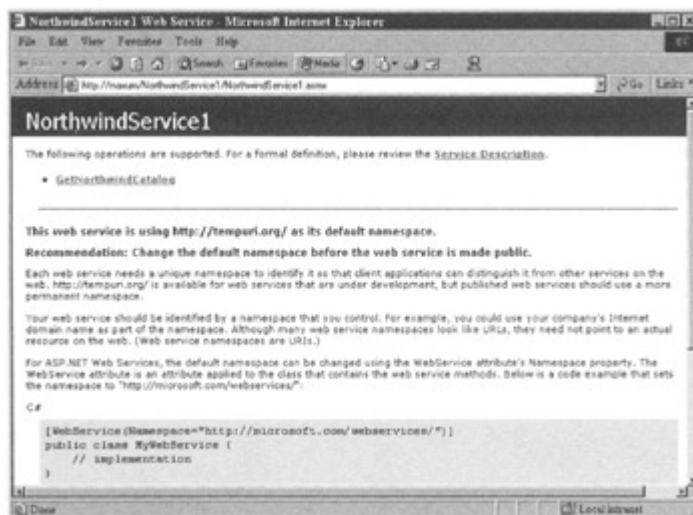 NorthwindService1 Web Service - Microsoft Internet Explorer
File Edit View Favorites Tools Help
Search Favorites Media
Address http://maxum/NorthwindService1/NorthwindService1.asmx Go Links
NorthwindService1
The following operations are supported. For a formal definition, please review the Service Description.
• GetNorthwindCatalog
This web service is using http://tempuri.org/ as its default namespace.
Recommendation: Change the default namespace before the web service is made public.
Each web service needs a unique namespace to identify it so that client applications can distinguish it from other services on the
web. http://tempuri.org/ is available for web services that are under development, but published web services should use a more
permanent namespace.
Your web service should be identified by a namespace that you control. For example, you could use your company's Internet
domain name as part of the namespace. Although many web service namespaces look like URLs, they need not point to an actual
resource on the web. (Web service namespaces are URIs.)
For ASP.NET Web Services, the default namespace can be changed using the WebService attribute's Namespace property. The
WebService attribute is an attribute applied to the class that contains the web service methods. Below is a code example that sets
the namespace to "http://microsoft.com/webservices/":
C#
[WebService(Namespace="http://microsoft.com/webservices/")]
public class MyWebService {
// implementation
}
Done Local intranet